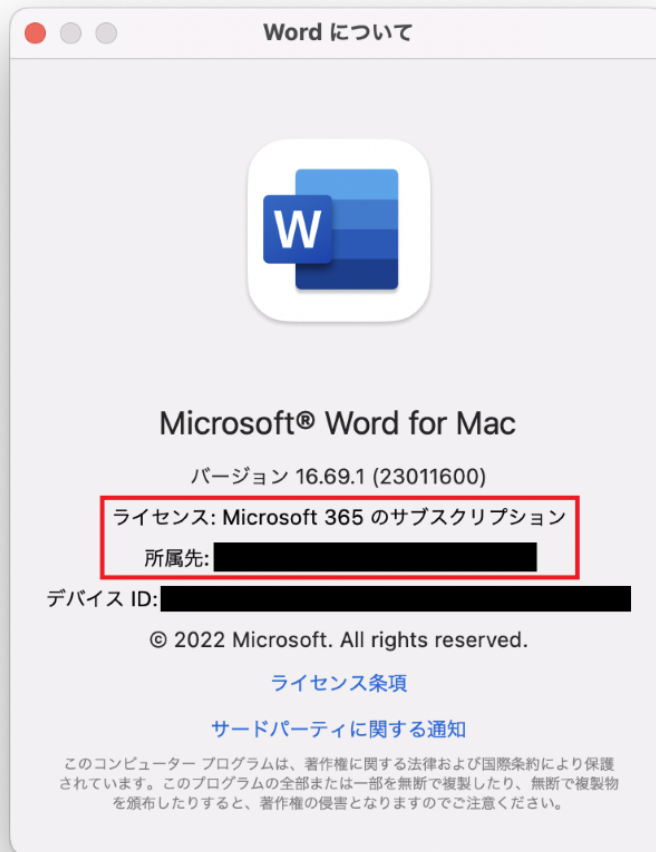 Word について
W
Microsoft® Word for Mac
バージョン 16.69.1 (23011600)
ライセンス: Microsoft 365 のサブスクリプション
所属先:
デバイス ID:
© 2022 Microsoft. All rights reserved.
ライセンス条項
サードパーティに関する通知
このコンピューター プログラムは、著作権に関する法律および国際条約により保護
されています。このプログラムの全部または一部を無断で複製したり、無断で複製物
を頒布したりすると、著作権の侵害となりますのでご注意ください。